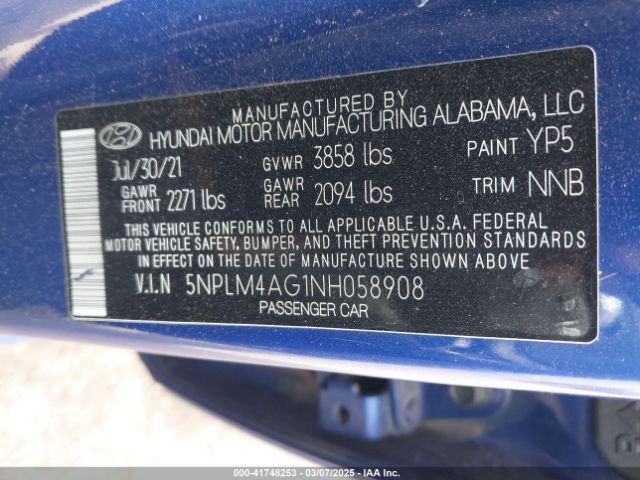 MANUFACTURED BY
HYUNDAI MOTOR MANUFACTURING ALABAMA, LLC
Jul/30/21 GVWR 3858 lbs PAINT YP5
GAWR FRONT 2271 lbs GAWR REAR 2094 lbs TRIM NNB
THIS VEHICLE CONFORMS TO ALL APPLICABLE U.S.A. FEDERAL
MOTOR VEHICLE SAFETY, BUMPER, AND THEFT PREVENTION STANDARDS
IN EFFECT ON THE DATE OF MANUFACTURE SHOWN ABOVE.
V.I.N 5NPLM4AG1NH058908
PASSENGER CAR
000-41748253 — 03/07/2025 — IAA Inc.